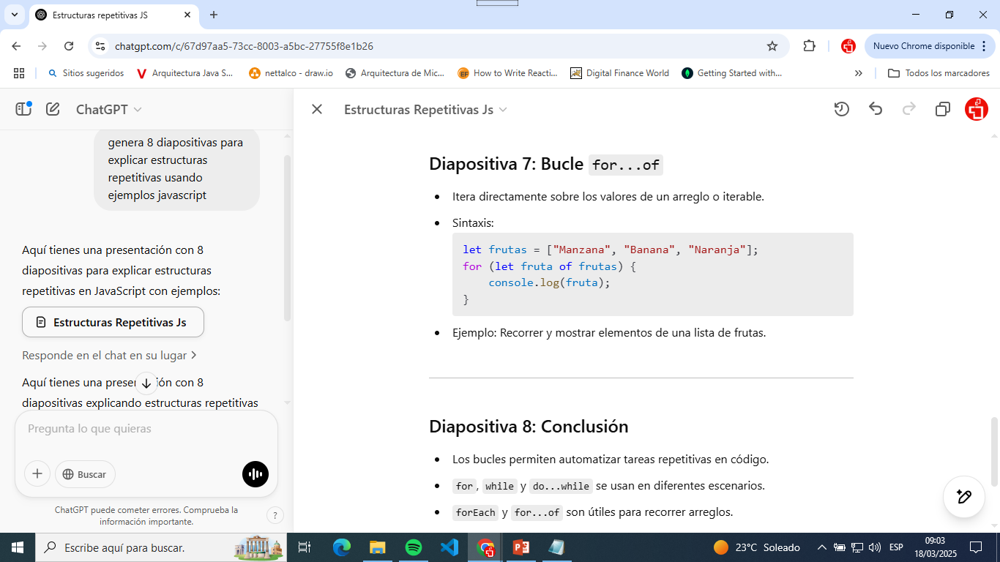 Estructuras repetitivas JS
chatgpt.com/c/67d97aa5-73cc-8003-a5bc-27755f8e1b26
Nuevo Chrome disponible
Sitios sugeridos
Arquitectura Java S...
nettalco - draw.io
Arquitectura de Mic...
How to Write Reacti...
Digital Finance World
Getting Started with...
Todos los marcadores
ChatGPT
genera 8 diapositivas para
explicar estructuras
repetitivas usando
ejemplos javascript
Aquí tienes una presentación con 8
diapositivas para explicar estructuras
repetitivas en JavaScript con ejemplos:
Estructuras Repetitivas Js
Responde en el chat en su lugar
Aquí tienes una presen ión con 8
diapositivas explicando estructuras repetitivas
Pregunta lo que quieras
Buscar
ChatGPT puede cometer errores. Comprueba la
información importante.
?
Estructuras Repetitivas Js
Diapositiva 7: Bucle for...of
• Itera directamente sobre los valores de un arreglo o iterable.
• Sintaxis:
let frutas = ["Manzana", "Banana", "Naranja"];
for (let fruta of frutas) {
console.log(fruta);
}
• Ejemplo: Recorrer y mostrar elementos de una lista de frutas.
Diapositiva 8: Conclusión
• Los bucles permiten automatizar tareas repetitivas en código.
• for, while y do...while se usan en diferentes escenarios.
• forEach y for...of son útiles para recorrer arreglos.
Escribe aquí para buscar.
23°C Soleado
ESP
09:03
18/03/2025